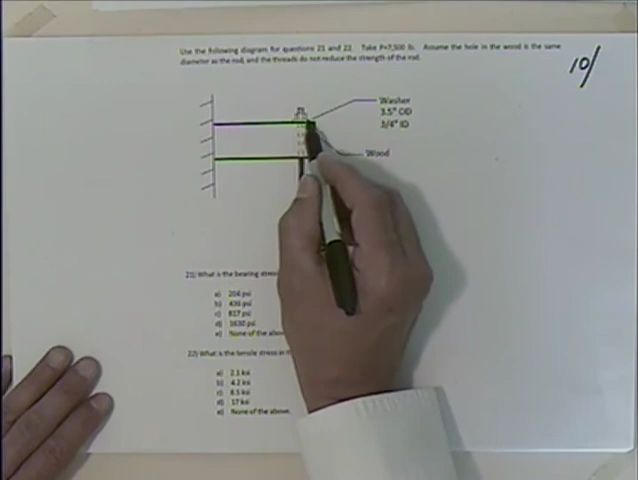 Use the following diagram for questions 21 and 22. Take P=7,500 lb. Assume the hole in the wood is the same
diameter as the rod, and the threads do not reduce the strength of the rod.
10/
Washer
3.5" OD
3/4" ID
Wood
21) What is the bearing stress
a) 204 psi
b) 436 psi
c) 817 psi
d) 1630 psi
e) None of the above
22) What is the tensile stress in
a) 2.1 ksi
b) 4.2 ksi
c) 8.5 ksi
d) 17 ksi
e) None of the above.